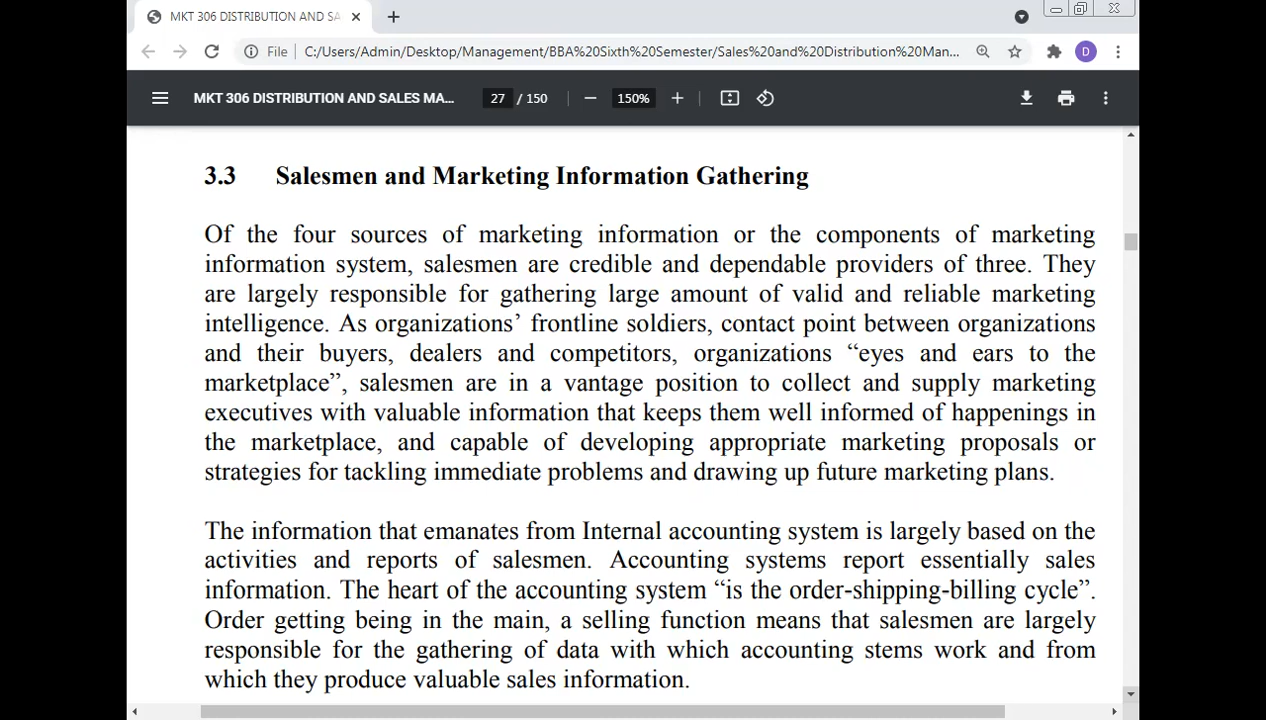 MKT 306 DISTRIBUTION AND SA
File C:/Users/Admin/Desktop/Management/BBA%20Sixth%20Semester/Sales%20and%20Distribution%20Man... D
MKT 306 DISTRIBUTION AND SALES MA... 27 / 150 150%
3.3 Salesmen and Marketing Information Gathering
Of the four sources of marketing information or the components of marketing
information system, salesmen are credible and dependable providers of three. They
are largely responsible for gathering large amount of valid and reliable marketing
intelligence. As organizations’ frontline soldiers, contact point between organizations
and their buyers, dealers and competitors, organizations “eyes and ears to the
marketplace”, salesmen are in a vantage position to collect and supply marketing
executives with valuable information that keeps them well informed of happenings in
the marketplace, and capable of developing appropriate marketing proposals or
strategies for tackling immediate problems and drawing up future marketing plans.
The information that emanates from Internal accounting system is largely based on the
activities and reports of salesmen. Accounting systems report essentially sales
information. The heart of the accounting system “is the order-shipping-billing cycle”.
Order getting being in the main, a selling function means that salesmen are largely
responsible for the gathering of data with which accounting stems work and from
which they produce valuable sales information.